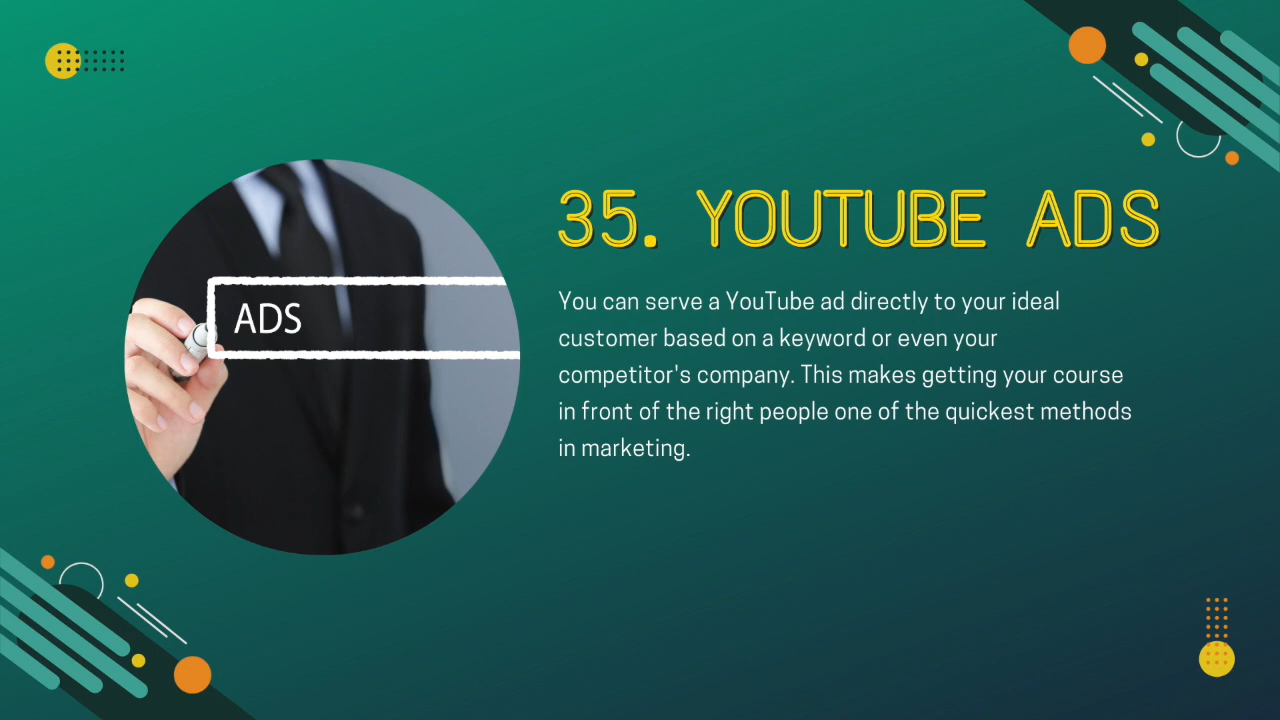 35. YOUTUBE ADS
ADS
You can serve a YouTube ad directly to your ideal
customer based on a keyword or even your
competitor's company. This makes getting your course
in front of the right people one of the quickest methods
in marketing.